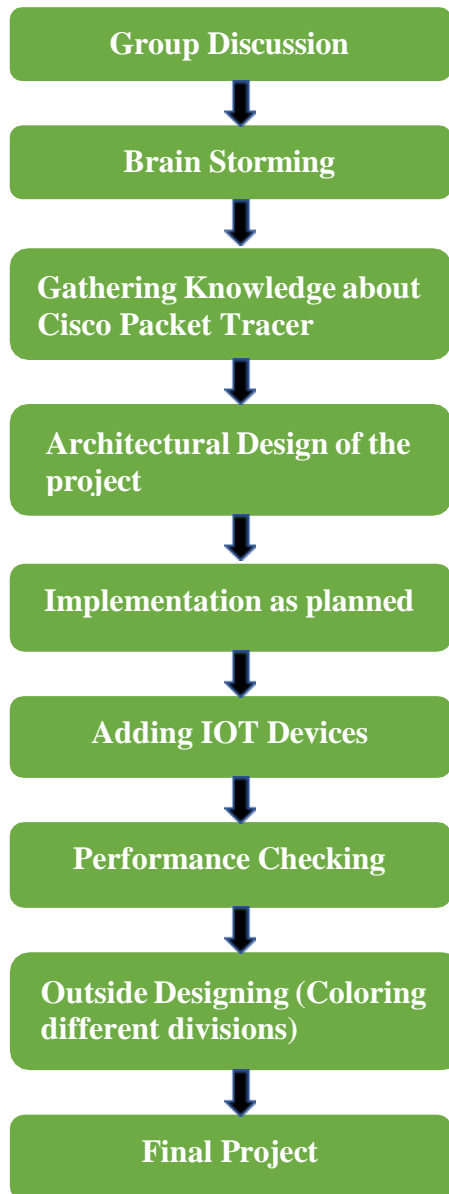 Group Discussion
Brain Storming
Gathering Knowledge about
Cisco Packet Tracer
Architectural Design of the
project
Implementation as planned
Adding IOT Devices
Performance Checking
Outside Designing (Coloring
different divisions)
Final Project